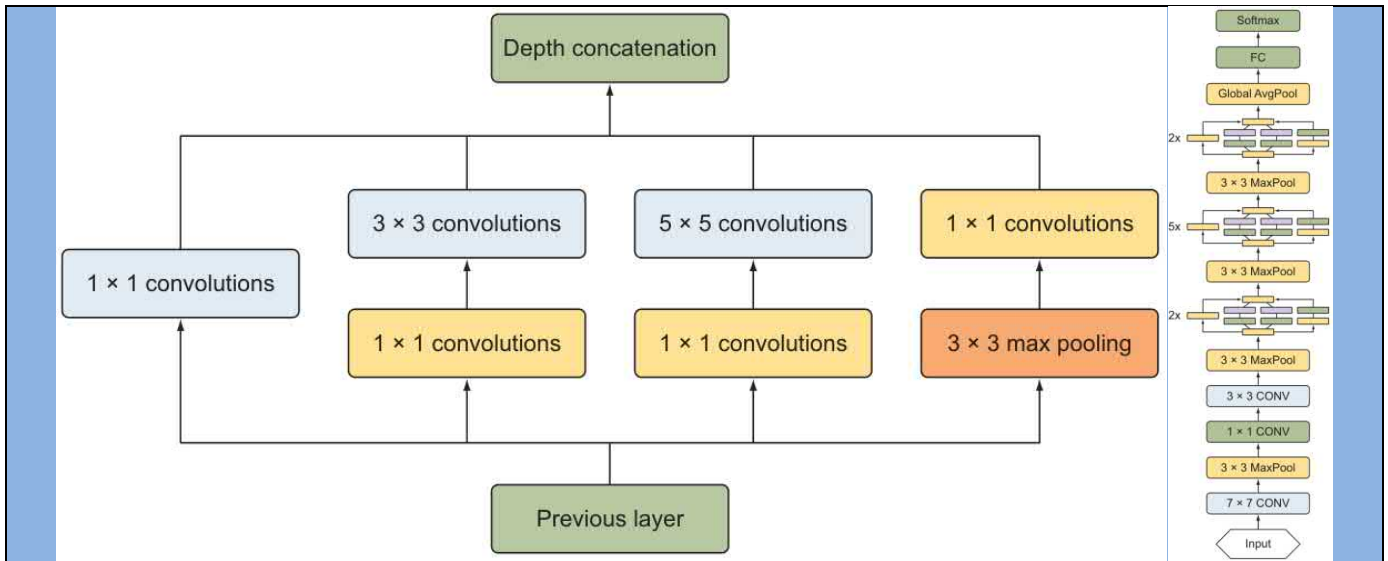 Depth concatenation
3 × 3 convolutions
5 × 5 convolutions
1 × 1 convolutions
1 × 1 convolutions
1 × 1 convolutions
1 × 1 convolutions
3 × 3 max pooling
Previous layer
Softmax
FC
Global AvgPool
2x
3 × 3 MaxPool
5x
3 × 3 MaxPool
2x
3 × 3 MaxPool
3 × 3 CONV
1 × 1 CONV
3 × 3 MaxPool
7 × 7 CONV
Input